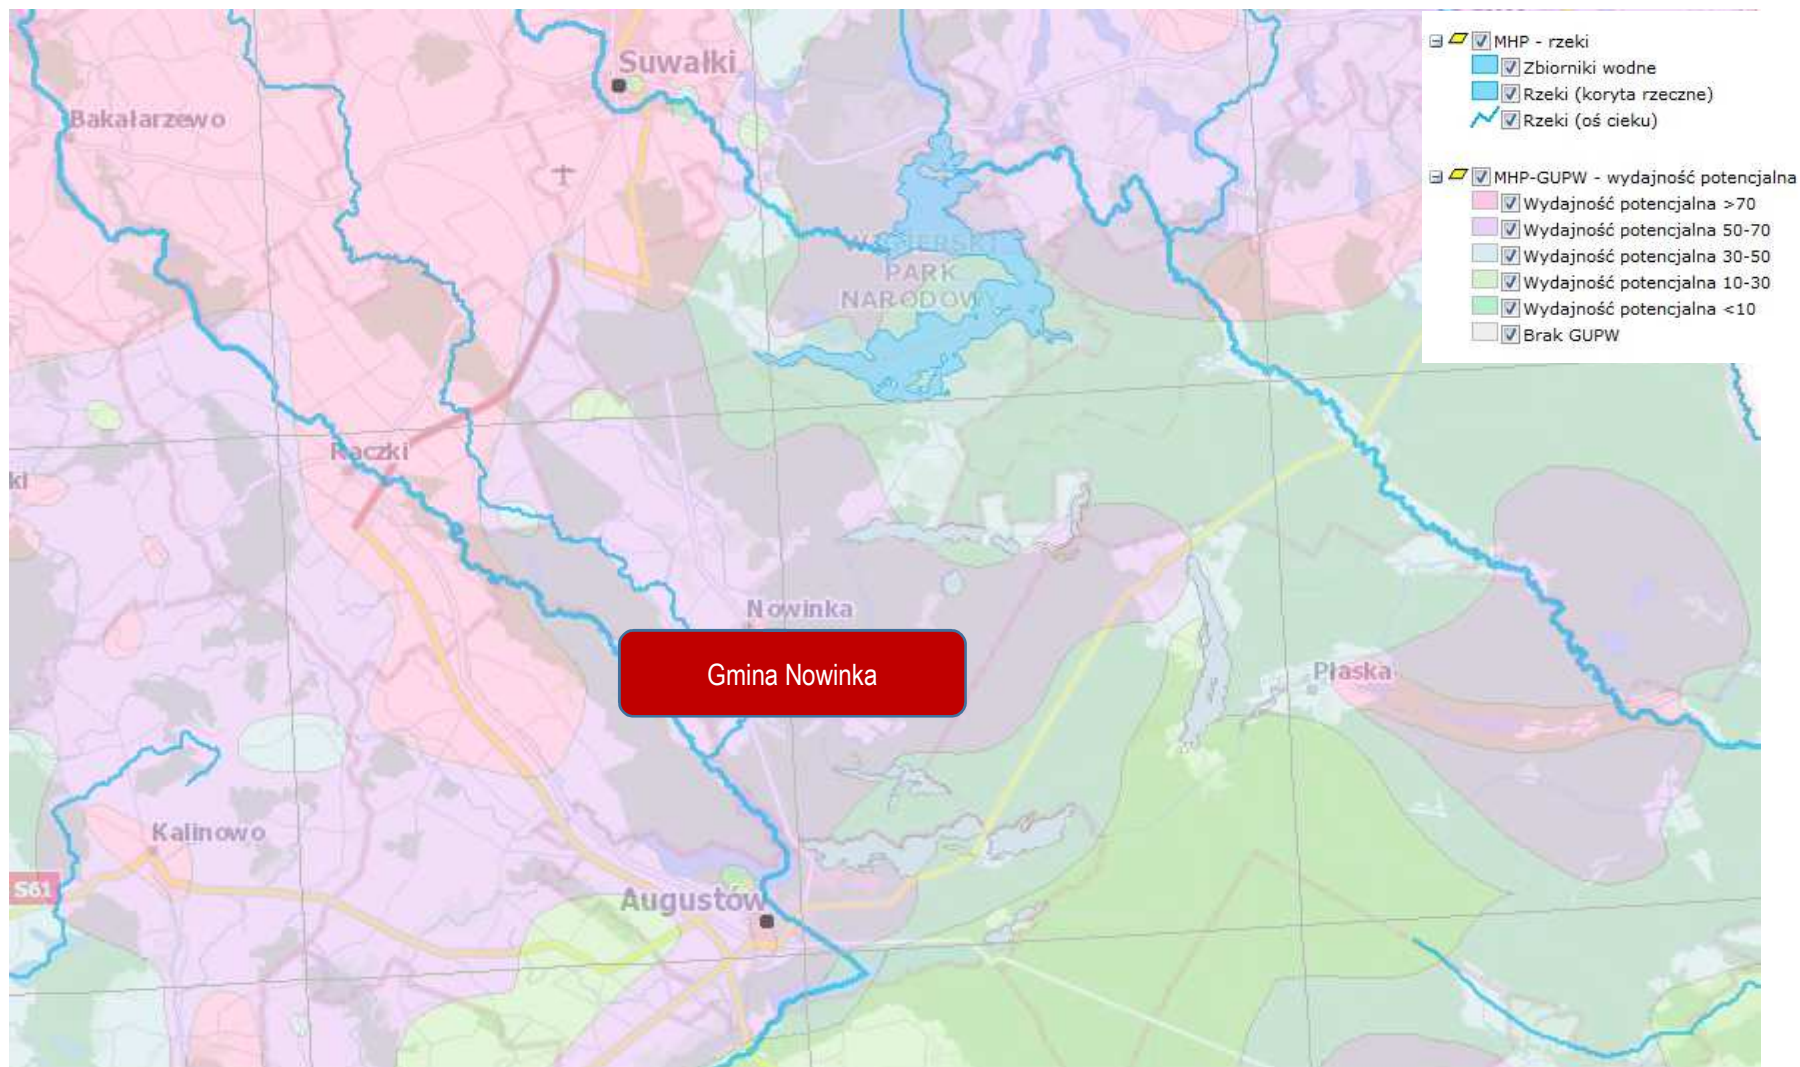 Suwałki
Bakałarzewo
WIGIERSKI
PARK
NARODOWY
Raczki
ki
Nowinka
Gmina Nowinka
Płaska
Kalinowo
S61
Augustów
MHP - rzeki
Zbiorniki wodne
Rzeki (koryta rzeczne)
Rzeki (oś cieku)
MHP-GUPW - wydajność potencjalna
Wydajność potencjalna >70
Wydajność potencjalna 50-70
Wydajność potencjalna 30-50
Wydajność potencjalna 10-30
Wydajność potencjalna <10
Brak GUPW